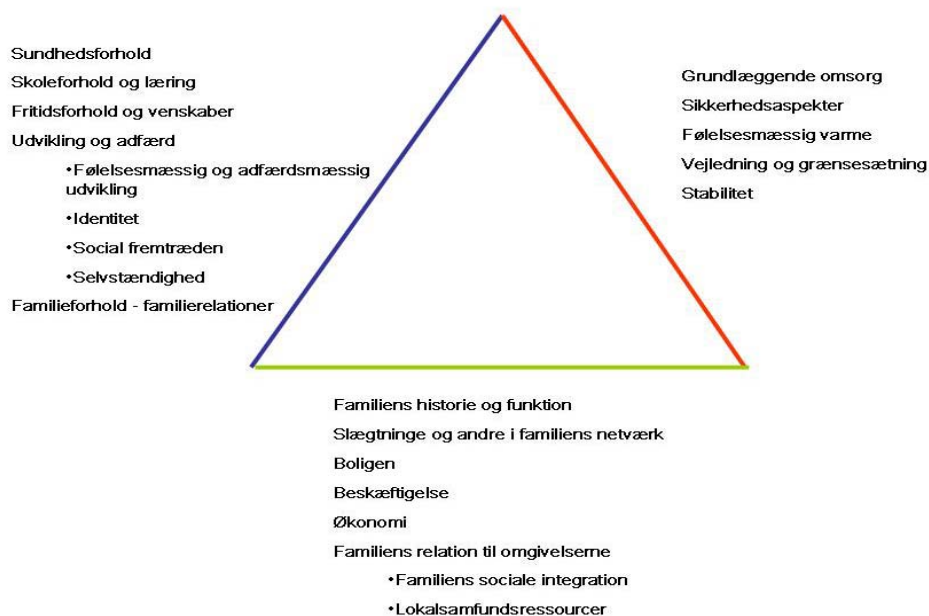 Sundhedsforhold
Skoleforhold og læring
Fritidsforhold og venskaber
Udvikling og adfærd
•Følelsesmæssig og adfærdsmæssig
udvikling
•Identitet
•Social fremtræden
•Selvstændighed
Familieforhold - familierelationer
Grundlæggende omsorg
Sikkerhedsaspekter
Følelsesmæssig varme
Vejledning og grænsesætning
Stabilitet
Familiens historie og funktion
Slægtninge og andre i familiens netværk
Boligen
Beskæftigelse
Økonomi
Familiens relation til omgivelserne
•Familiens sociale integration
•Lokalsamfundsressourcer